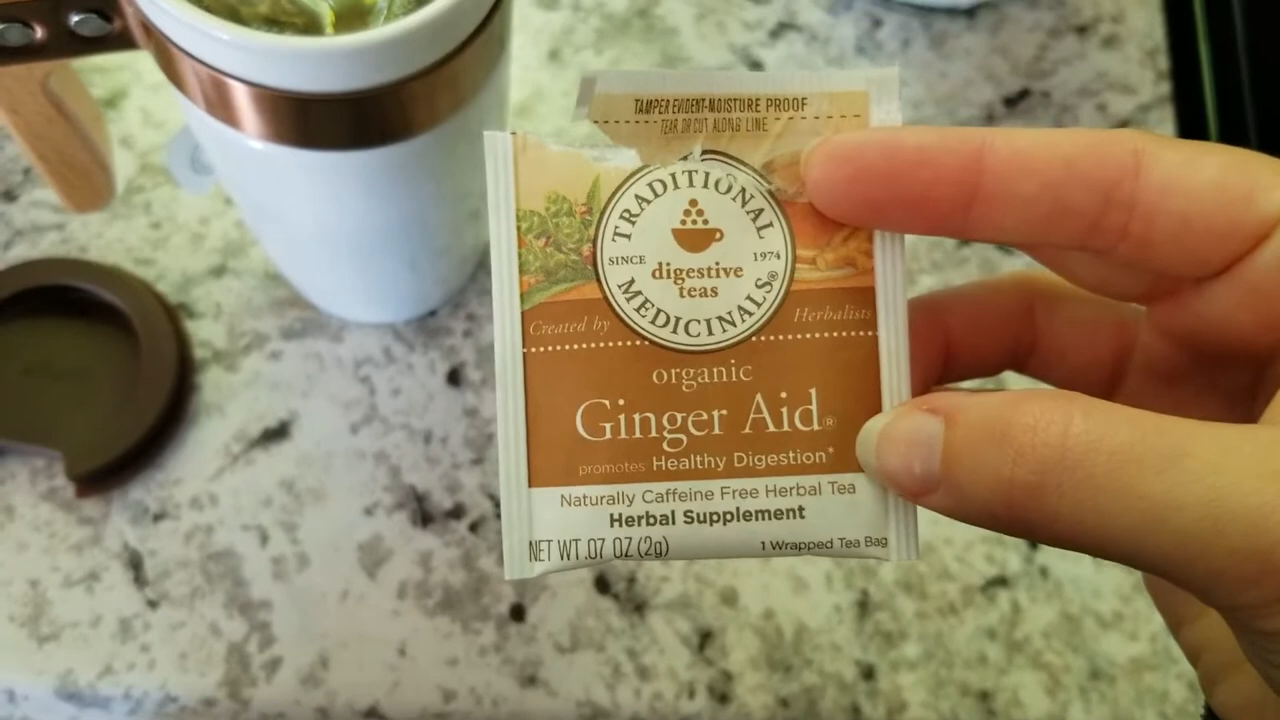 TAMPER EVIDENT-MOISTURE PROOF
TEAR OR CUT ALONG LINE
TRADITIONAL
SINCE 1974
digestive
teas
MEDICINALS®
Created by Herbalists
organic
Ginger Aid®
promotes Healthy Digestion*
Naturally Caffeine Free Herbal Tea
Herbal Supplement
NET WT .07 OZ (2g) 1 Wrapped Tea Bag